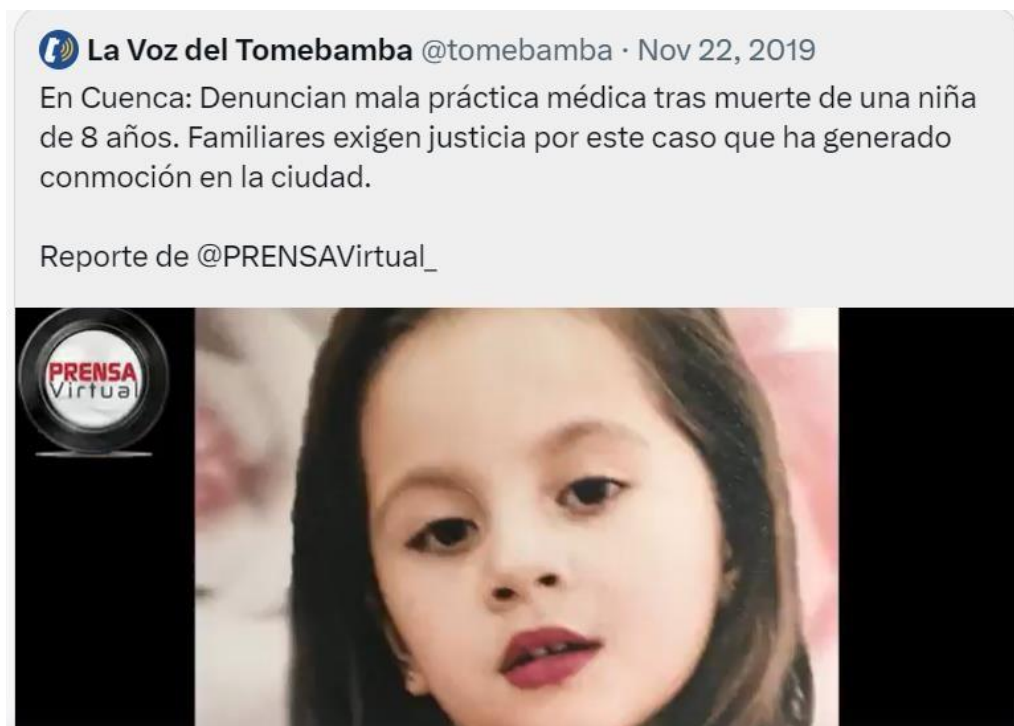 La Voz del Tomebamba @tomebamba · Nov 22, 2019
En Cuenca: Denuncian mala práctica médica tras muerte de una niña
de 8 años. Familiares exigen justicia por este caso que ha generado
conmoción en la ciudad.
Reporte de @PRENSAVirtual_
PRENSA
Virtual